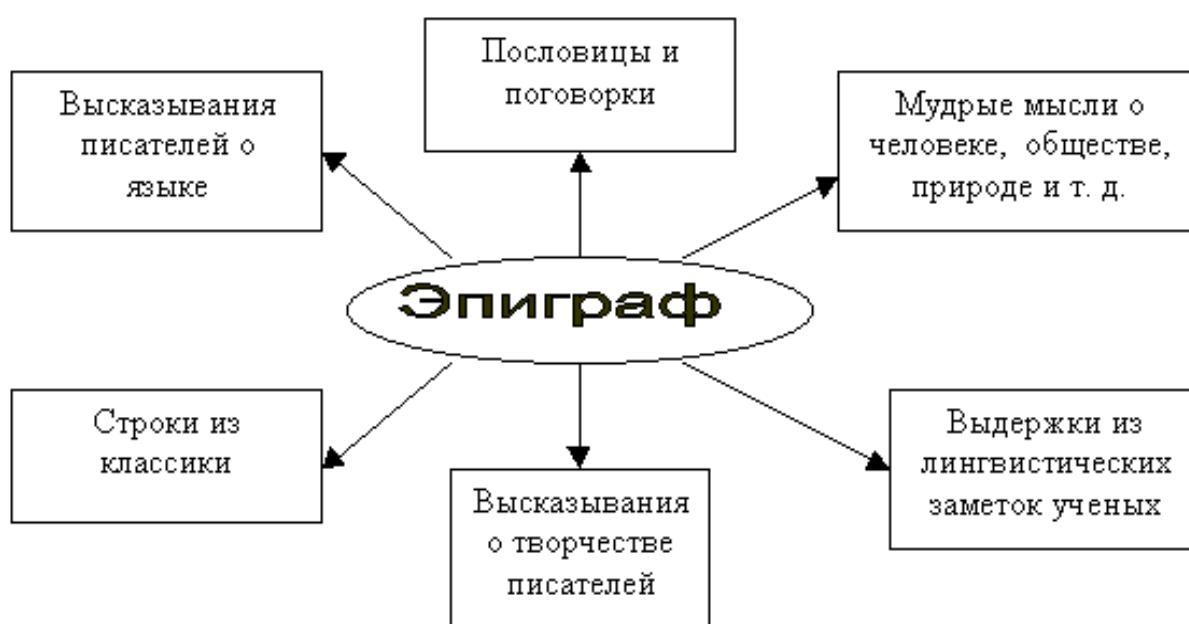 Пословицы и
поговорки
Высказывания
писателей о
языке
Мудрые мысли о
человеке, обществе,
природе и т. д.
Эпиграф
Строки из
классики
Высказывания
о творчестве
писателей
Выдержки из
лингвистических
заметок ученых